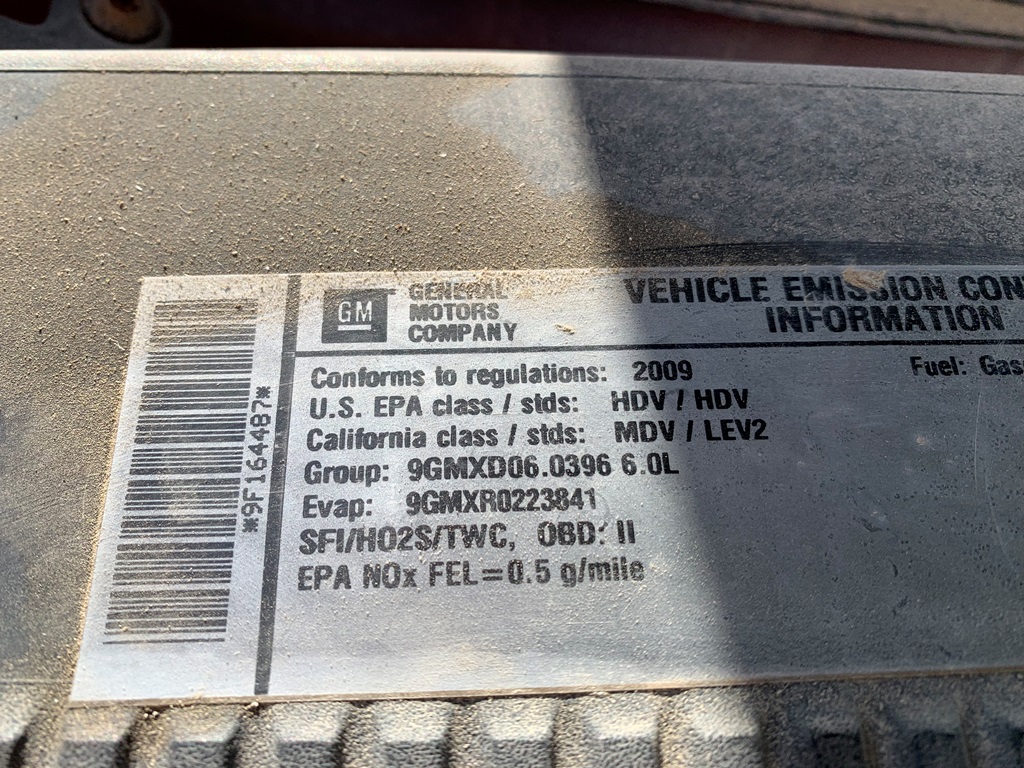 *9F164487*
GM
GENERAL
MOTORS
COMPANY
VEHICLE EMISSION CON
INFORMATION
Conforms to regulations: 2009
Fuel: Gas
U.S. EPA class / stds: HDV / HDV
California class / stds: MDV / LEV2
Group: 9GMXD06.0396 6.0L
Evap: 9GMXR0223841
SFI/HO2S/TWC, OBD: II
EPA NOx FEL=0.5 g/mile